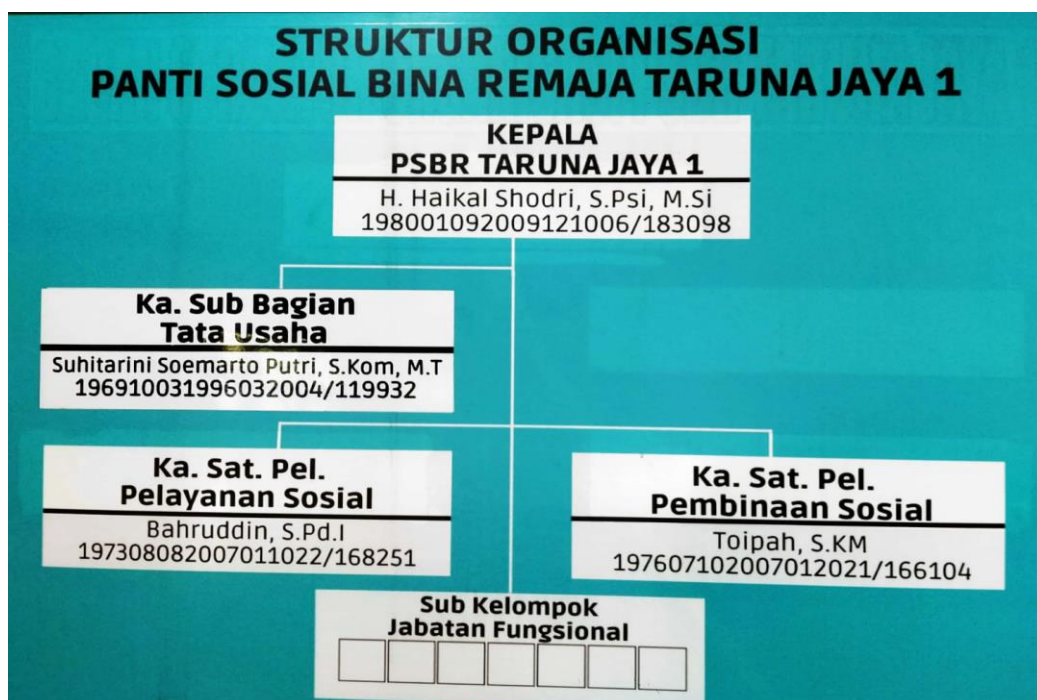 STRUKTUR ORGANISASI
PANTI SOSIAL BINA REMAJA TARUNA JAYA 1
KEPALA
PSBR TARUNA JAYA 1
H. Haikal Shodri, S.Psi, M.Si
198001092009121006/183098
Ka. Sub Bagian
Tata Usaha
Suhitarini Soemarto Putri, S.Kom, M.T
196910031996032004/119932
Ka. Sat. Pel.
Pelayanan Sosial
Bahruddin, S.Pd.I
197308082007011022/168251
Ka. Sat. Pel.
Pembinaan Sosial
Toipah, S.KM
197607102007012021/166104
Sub Kelompok
Jabatan Fungsional